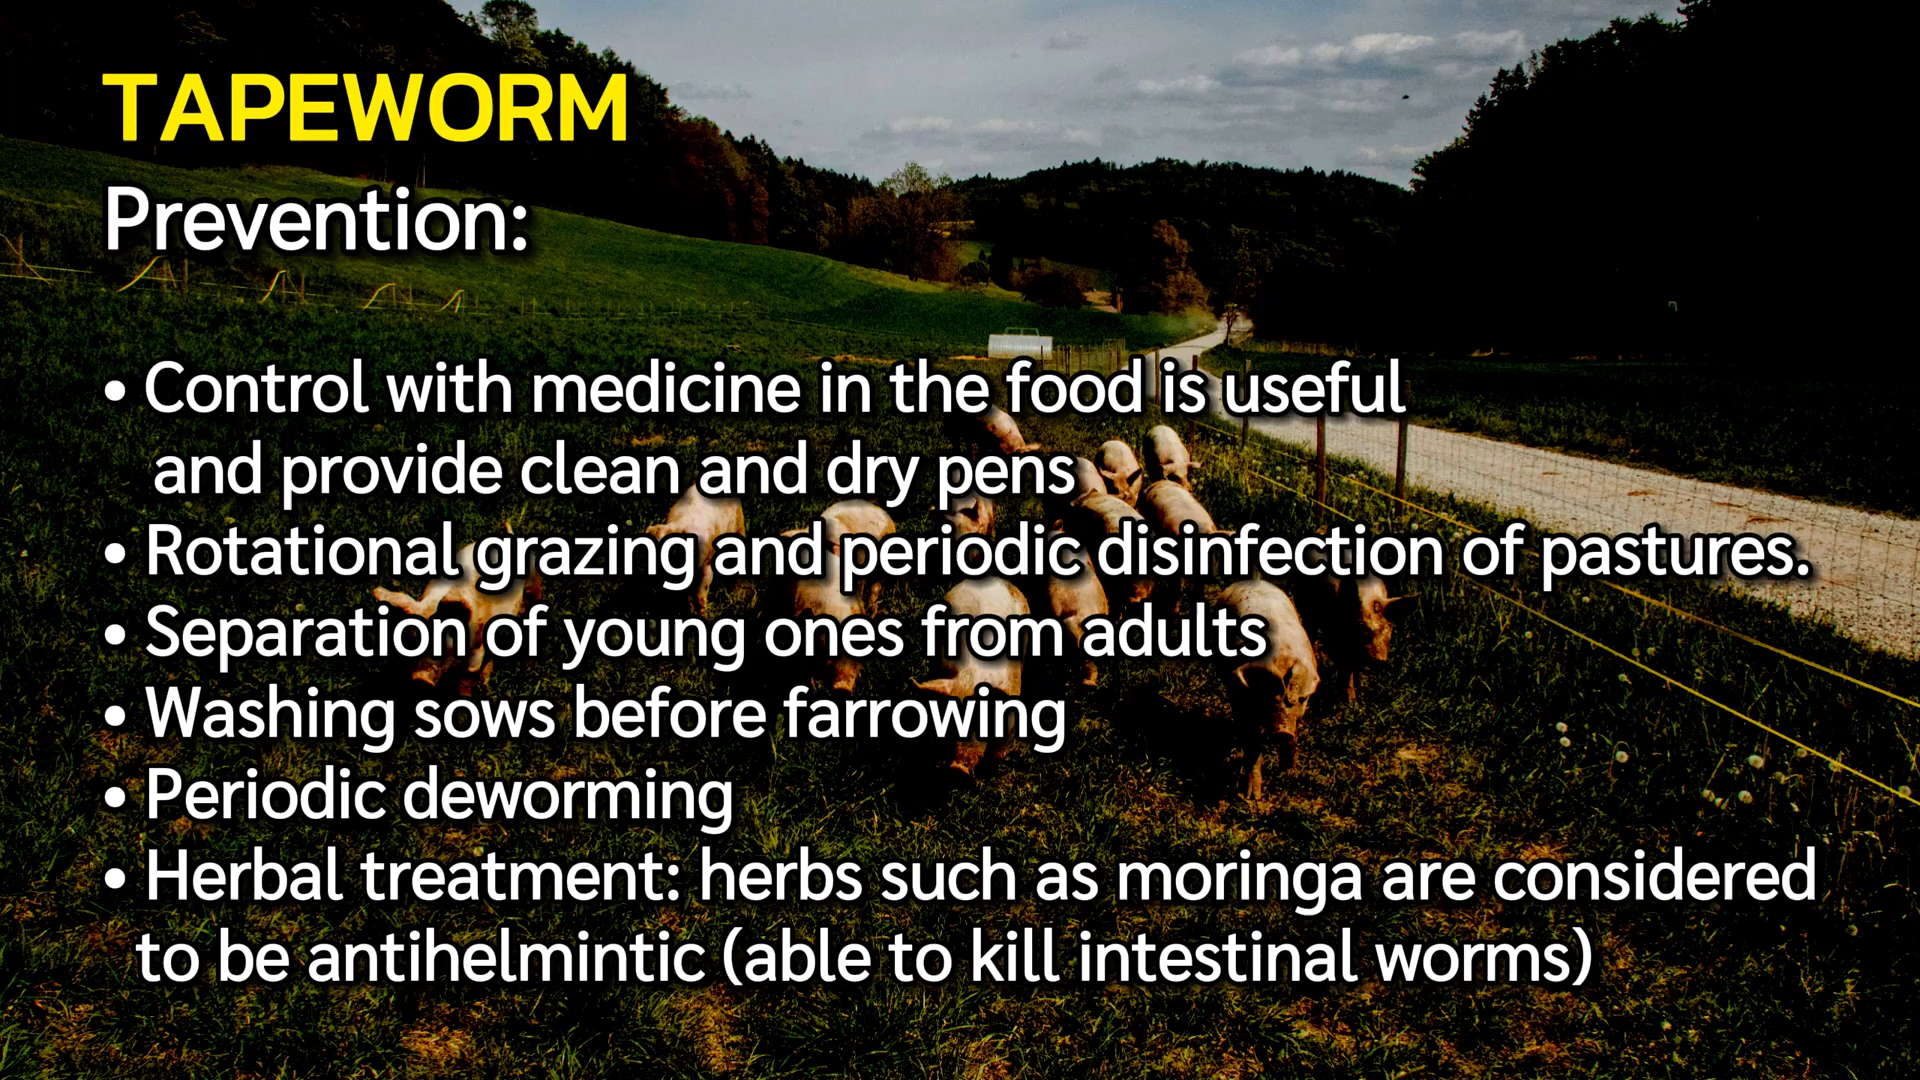 TAPEWORM
Prevention:
• Control with medicine in the food is useful
and provide clean and dry pens
• Rotational grazing and periodic disinfection of pastures.
• Separation of young ones from adults
• Washing sows before farrowing
• Periodic deworming
• Herbal treatment: herbs such as moringa are considered
to be antihelmintic (able to kill intestinal worms)